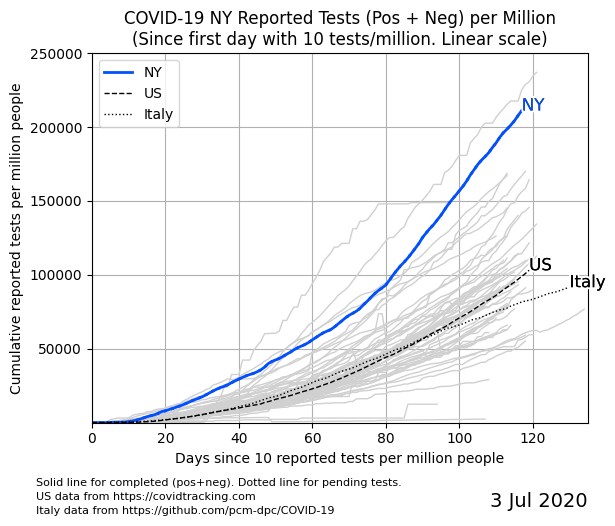 COVID-19 NY Reported Tests (Pos + Neg) per Million
(Since first day with 10 tests/million. Linear scale)
250000
200000
150000
100000
50000
Cumulative reported tests per million people
NY
US
Italy
NY
US
Italy
0 20 40 60 80 100 120
Days since 10 reported tests per million people
Solid line for completed (pos+neg). Dotted line for pending tests.
US data from https://covidtracking.com
Italy data from https://github.com/pcm-dpc/COVID-19
3 Jul 2020